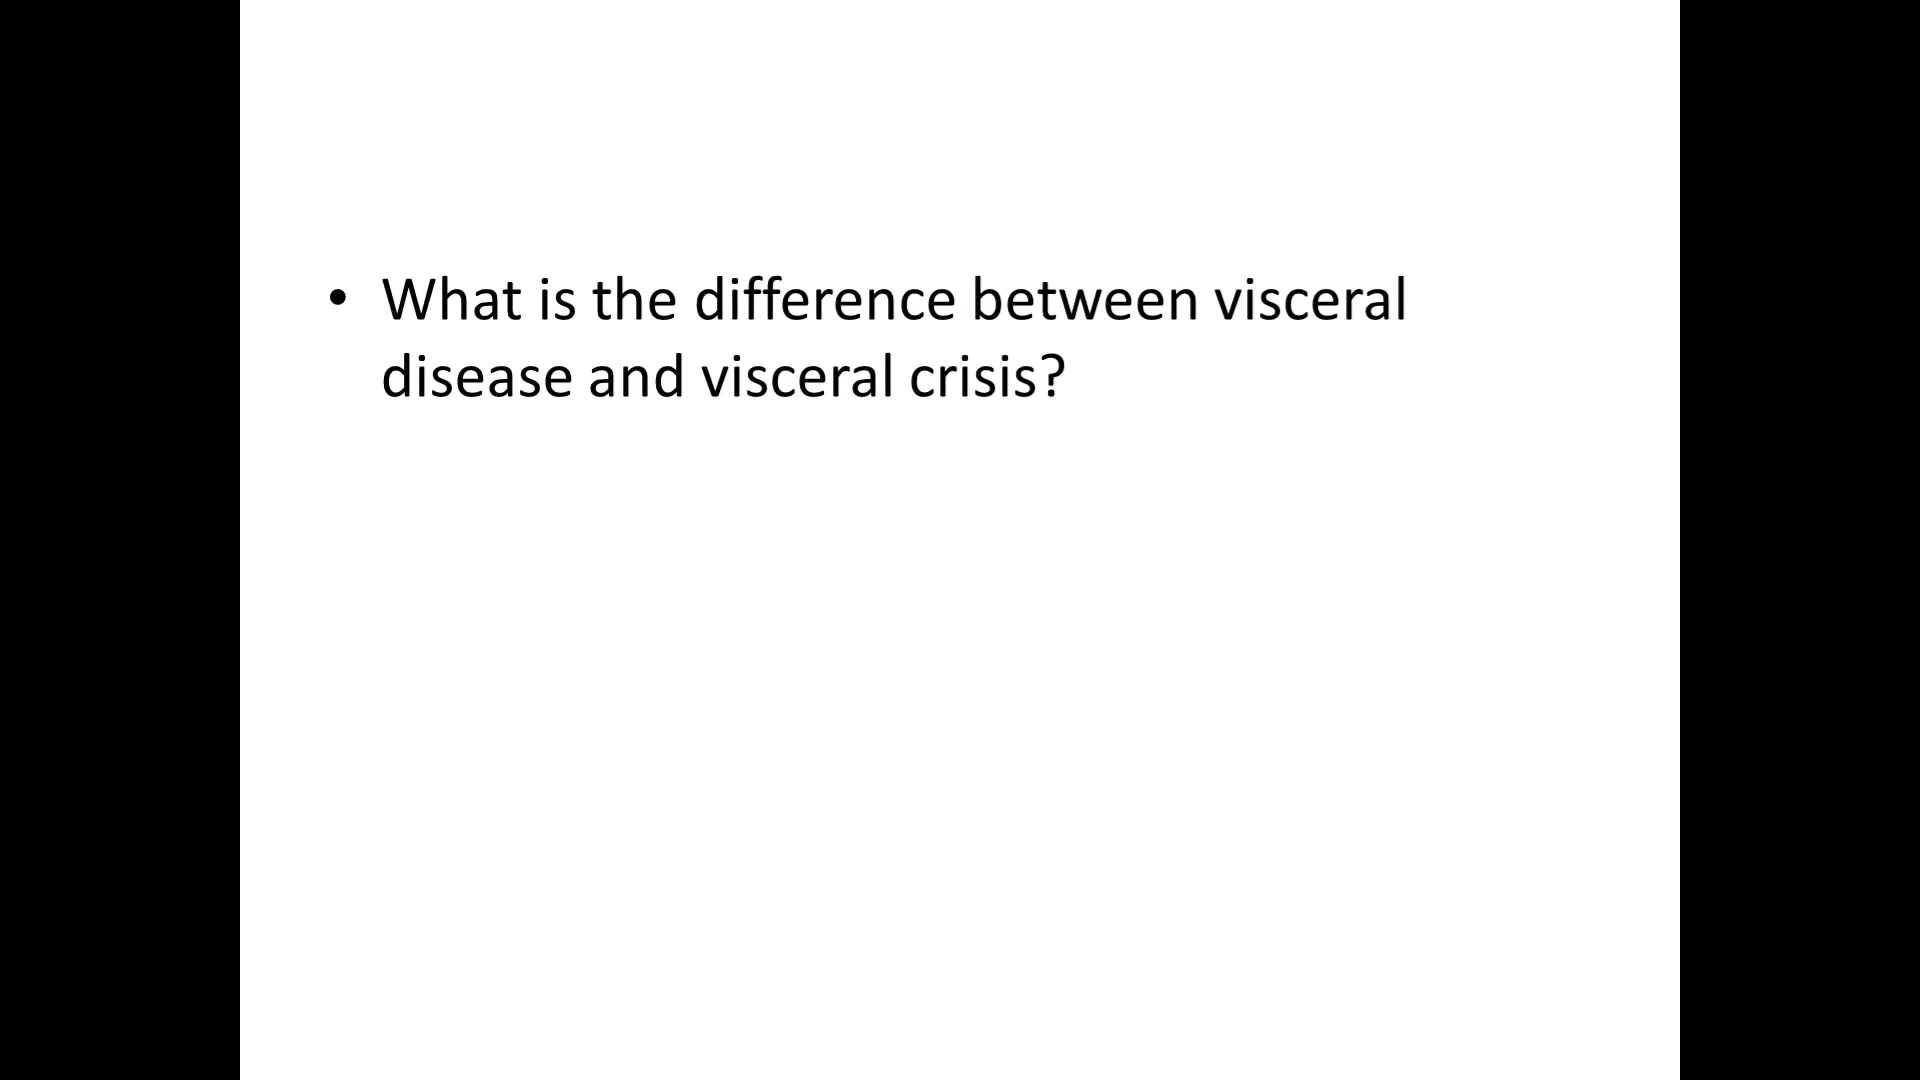 • What is the difference between visceral
disease and visceral crisis?